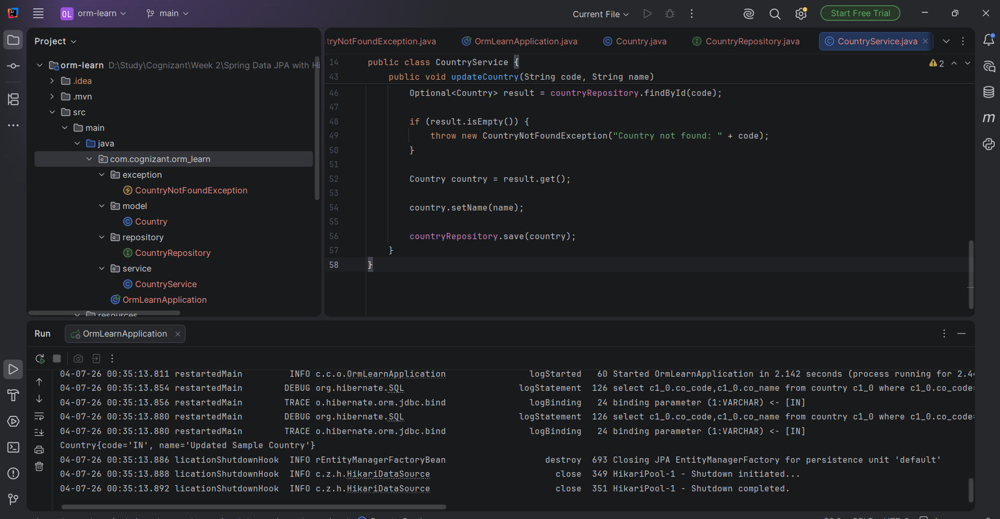 OL orm-learn main Current File Start Free Trial
Project
orm-learn D:\Study\Cognizant\Week 2\Spring Data JPA with Hi
.idea
.mvn
src
main
java
com.cognizant.orm_learn
exception
CountryNotFoundException
model
Country
repository
CountryRepository
service
CountryService
OrmLearnApplication
resources
tryNotFoundException.java OrmLearnApplication.java Country.java CountryRepository.java CountryService.java
14 public class CountryService {
2
43 public void updateCountry(String code, String name)
46 Optional<Country> result = countryRepository.findById(code);
47
48 if (result.isEmpty()) {
49 throw new CountryNotFoundException("Country not found: " + code);
50 }
51
52 Country country = result.get();
53
54 country.setName(name);
55
56 countryRepository.save(country);
57 }
58 }
Run OrmLearnApplication
04-07-26 00:35:13.811 restartedMain INFO c.c.o.OrmLearnApplication logStarted 60 Started OrmLearnApplication in 2.142 seconds (process running for 2.44
04-07-26 00:35:13.854 restartedMain DEBUG org.hibernate.SQL logStatement 126 select c1_0.co_code,c1_0.co_name from country c1_0 where c1_0.co_code=
04-07-26 00:35:13.856 restartedMain TRACE o.hibernate.orm.jdbc.bind logBinding 24 binding parameter (1:VARCHAR) <- [IN]
04-07-26 00:35:13.880 restartedMain DEBUG org.hibernate.SQL logStatement 126 select c1_0.co_code,c1_0.co_name from country c1_0 where c1_0.co_code=
04-07-26 00:35:13.880 restartedMain TRACE o.hibernate.orm.jdbc.bind logBinding 24 binding parameter (1:VARCHAR) <- [IN]
Country{code='IN', name='Updated Sample Country'}
04-07-26 00:35:13.886 licationShutdownHook INFO rEntityManagerFactoryBean destroy 693 Closing JPA EntityManagerFactory for persistence unit 'default'
04-07-26 00:35:13.888 licationShutdownHook INFO c.z.h.HikariDataSource close 349 HikariPool-1 - Shutdown initiated...
04-07-26 00:35:13.892 licationShutdownHook INFO c.z.h.HikariDataSource close 351 HikariPool-1 - Shutdown completed.